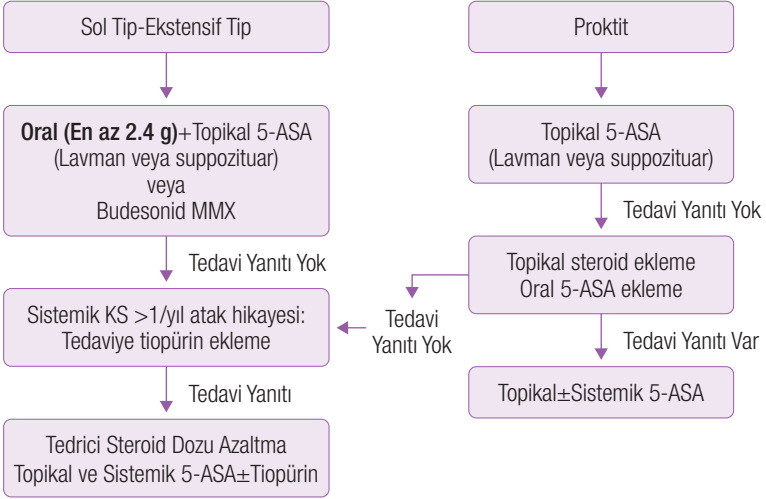 Sol Tip-Ekstensif Tip
Oral (En az 2.4 g)+Topikal 5-ASA
(Lavman veya suppozituar)
veya
Budesonid MMX
Tedavi Yanıtı Yok
Sistemik KS >1/yıl atak hikayesi:
Tedaviye tiopürin ekleme
Tedavi Yanıtı
Tedrici Steroid Dozu Azaltma
Topikal ve Sistemik 5-ASA±Tiopürin
Proktit
Topikal 5-ASA
(Lavman veya suppozituar)
Tedavi Yanıtı Yok
Topikal steroid ekleme
Oral 5-ASA ekleme
Tedavi
Yanıtı Yok
Tedavi Yanıtı Var
Topikal±Sistemik 5-ASA